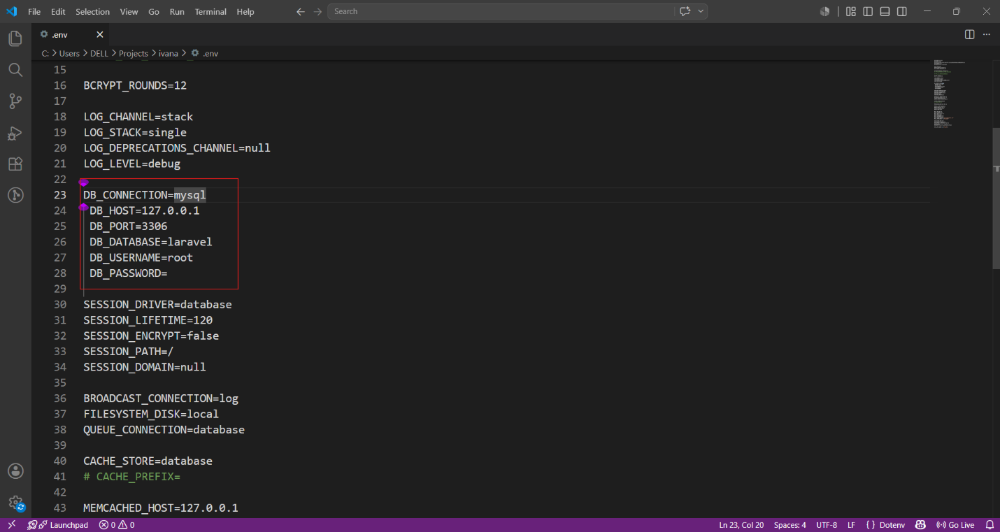 File Edit Selection View Go Run Terminal Help Search
.env
C: > Users > DELL > Projects > ivana > .env
15
16 BCRYPT_ROUNDS=12
17
18 LOG_CHANNEL=stack
19 LOG_STACK=single
20 LOG_DEPRECATIONS_CHANNEL=null
21 LOG_LEVEL=debug
22
23 DB_CONNECTION=mysql
24 DB_HOST=127.0.0.1
25 DB_PORT=3306
26 DB_DATABASE=laravel
27 DB_USERNAME=root
28 DB_PASSWORD=
29
30 SESSION_DRIVER=database
31 SESSION_LIFETIME=120
32 SESSION_ENCRYPT=false
33 SESSION_PATH=/
34 SESSION_DOMAIN=null
35
36 BROADCAST_CONNECTION=log
37 FILESYSTEM_DISK=local
38 QUEUE_CONNECTION=database
39
40 CACHE_STORE=database
41 # CACHE_PREFIX=
42
43 MEMCACHED_HOST=127.0.0.1
Launchpad 0 0 Ln 23, Col 20 Spaces: 4 UTF-8 LF {} Dotenv Go Live